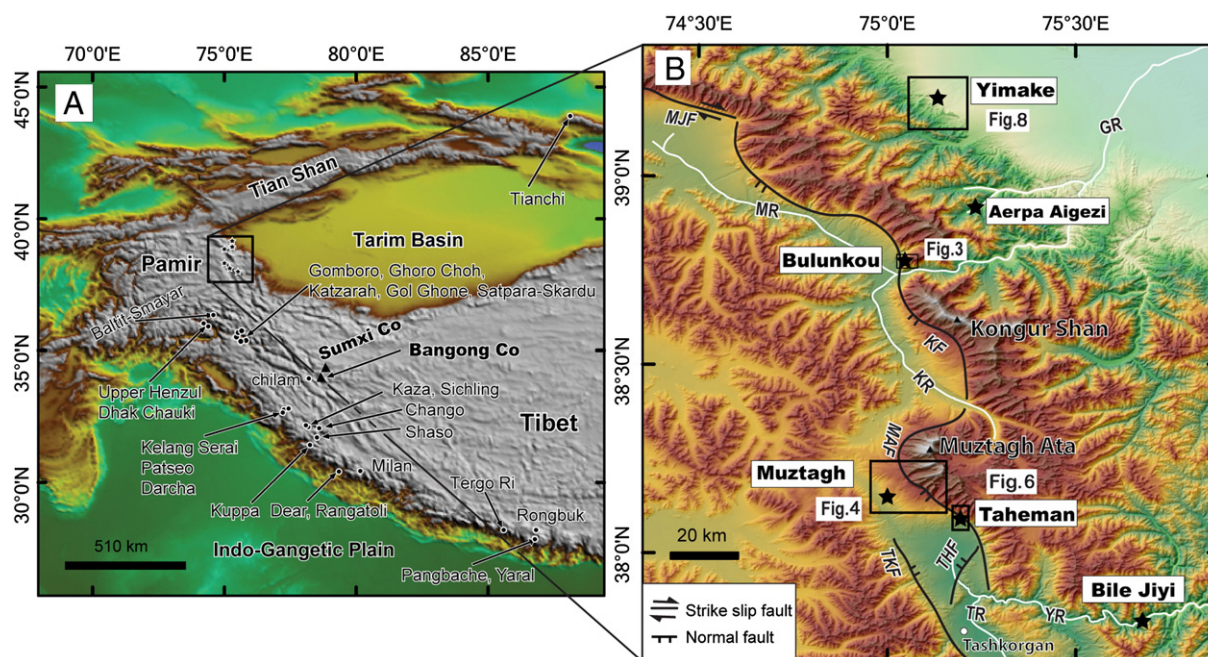 70°0'E 75°0'E 80°0'E 85°0'E
45°0'N
40°0'N
35°0'N
30°0'N
A
Tian Shan
Tianchi
Tarim Basin
Pamir
Gomboro, Ghoro Choh,
Katzarah, Gol Ghone, Satpara-Skardu
Baltit-Smayar
Sumxi Co
Bangong Co
chilam
Upper Henzul
Dhak Chauki
Kaza, Sichling
Chango
Shaso
Tibet
Kelang Serai
Patseo
Darcha
Milan
Kuppa
Dear, Rangatoli
Tergo Ri
Rongbuk
Indo-Gangetic Plain
Pangbache, Yaral
510 km
74°30'E 75°0'E 75°30'E
39°0'N
38°30'N
38°0'N
B
Yimake
Fig.8
MJF
GR
MR
Aerpa Aigezi
Fig.3
Bulunkou
Kongur Shan
KF
KR
MAF
Muztagh Ata
Muztagh
Fig.6
Fig.4
Taheman
20 km
TKF
THF
Bile Jiyi
TR
YR
Tashkorgan
Strike slip fault
Normal fault